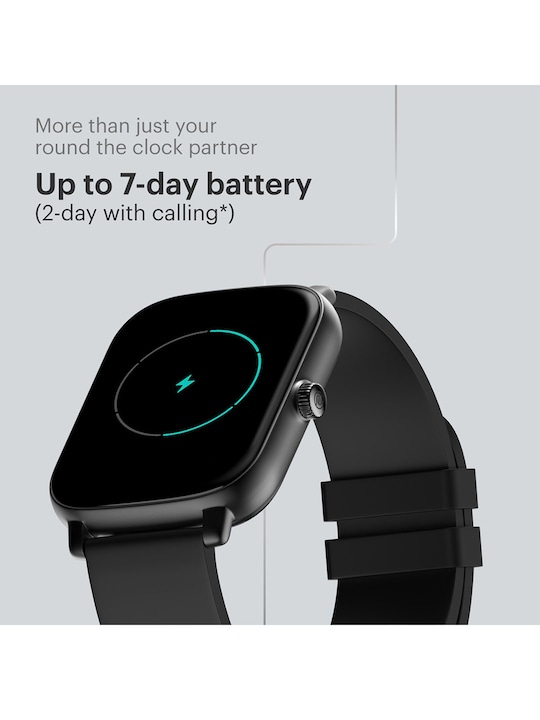 More than just your
round the clock partner
Up to 7-day battery
(2-day with calling*)